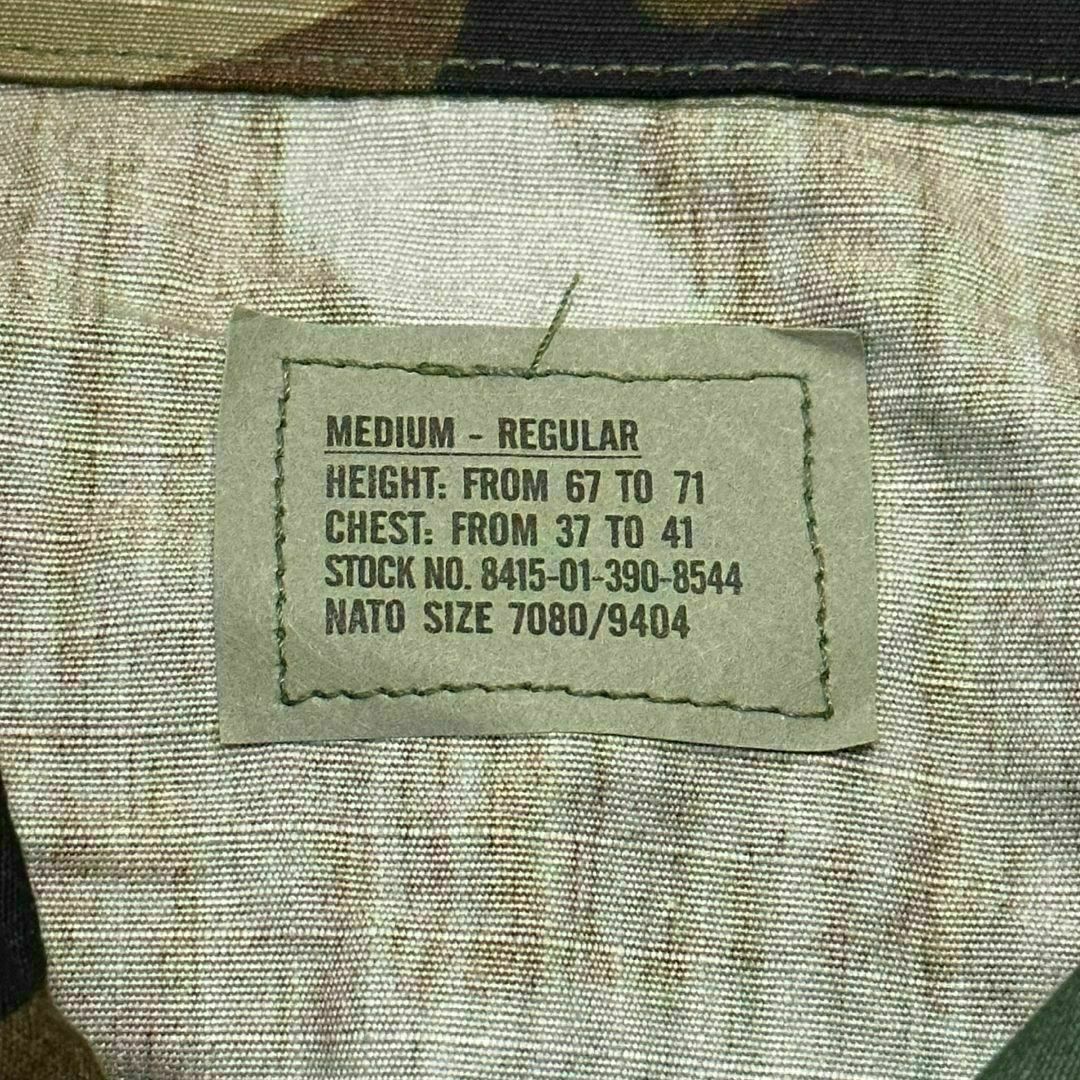 MEDIUM - REGULAR
HEIGHT: FROM 67 TO 71
CHEST: FROM 37 TO 41
STOCK NO. 8415-01-390-8544
NATO SIZE 7080/9404